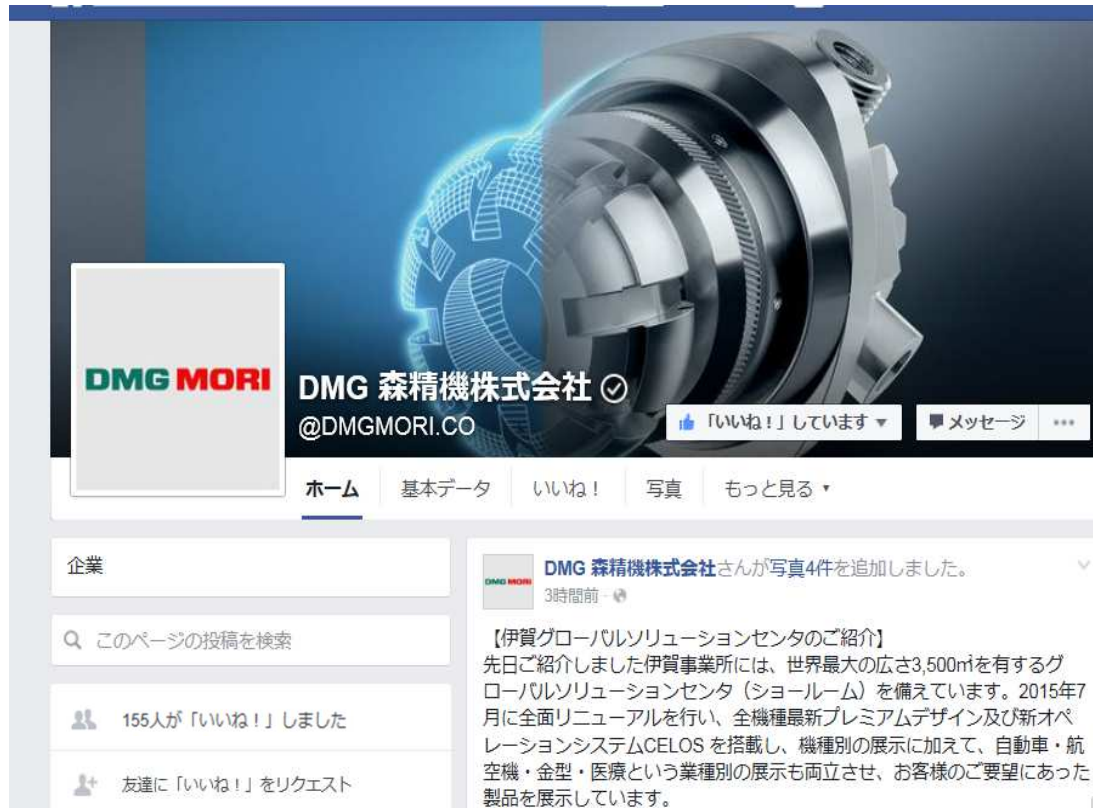 DMG MORI
DMG 森精機株式会社
@DMGMORI.CO
「いいね!」しています
メッセージ
ホーム 基本データ いいね! 写真 もっと見る
企業
このページの投稿を検索
155人が「いいね!」しました
友達に「いいね!」をリクエスト
DMG MORI
DMG 森精機株式会社さんが写真4件を追加しました。
3時間前
【伊賀グローバルソリューションセンタのご紹介】
先日ご紹介しました伊賀事業所には、世界最大の広さ3,500㎡を有するグ
ローバルソリューションセンタ(ショールーム)を備えています。2015年7
月に全面リニューアルを行い、全機種最新プレミアムデザイン及び新オペ
レーションシステムCELOS を搭載し、機種別の展示に加えて、自動車・航
空機・金型・医療という業種別の展示も両立させ、お客様のご要望にあった
製品を展示しています。